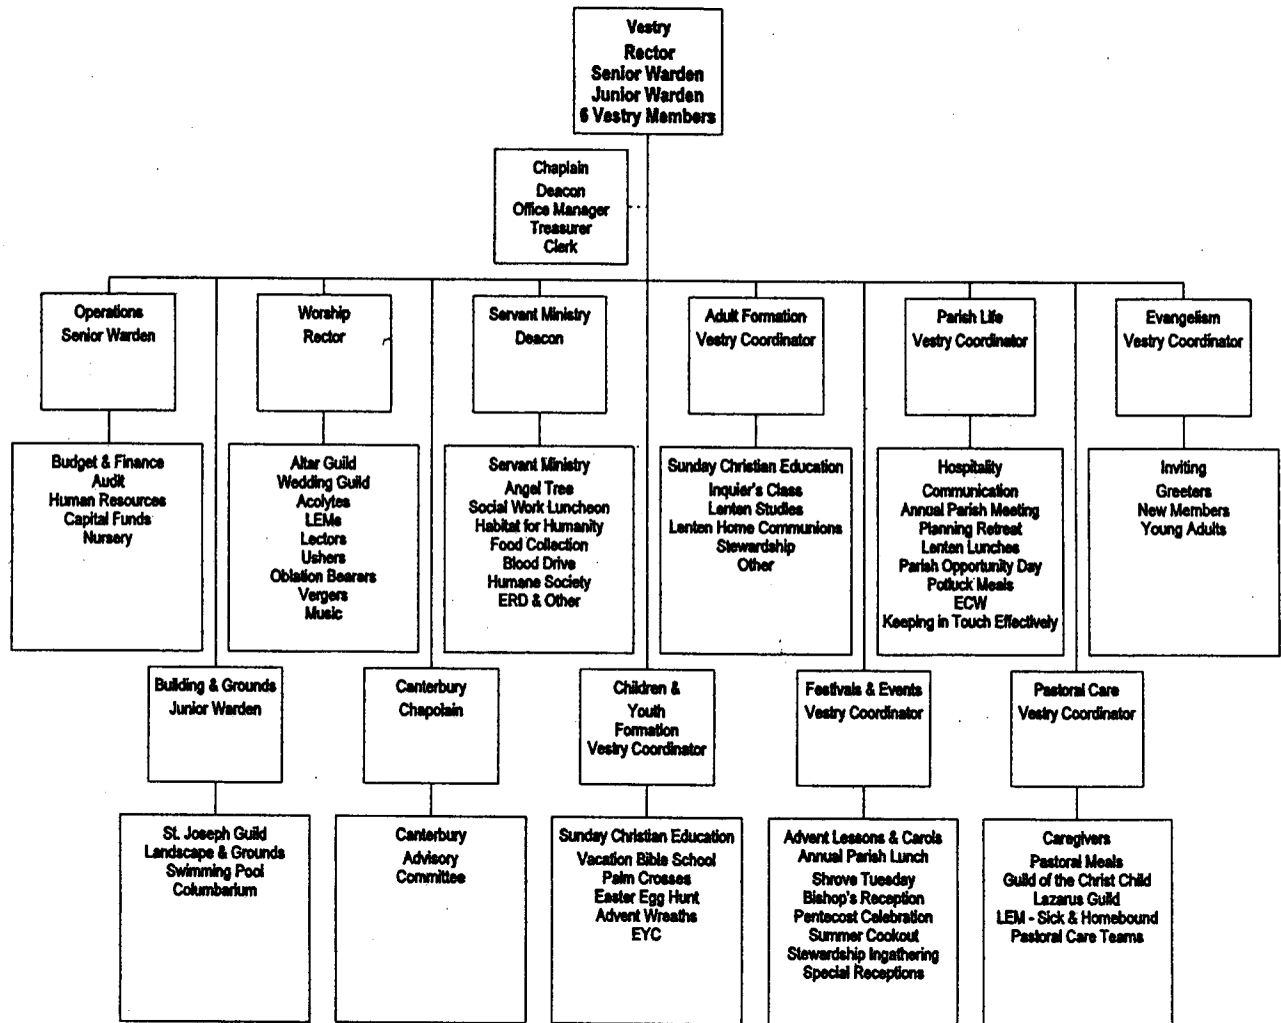 Vestry
Rector
Senior Warden
Junior Warden
6 Vestry Members
Chaplain
Deacon
Office Manager
Treasurer
Clerk
Operations
Senior Warden
Worship
Rector
Servant Ministry
Deacon
Adult Formation
Vestry Coordinator
Parish Life
Vestry Coordinator
Evangelism
Vestry Coordinator
Budget & Finance
Audit
Human Resources
Capital Funds
Nursery
Altar Guild
Wedding Guild
Acolytes
LEMs
Lectors
Ushers
Oblation Bearers
Vergers
Music
Servant Ministry
Angel Tree
Social Work Luncheon
Habitat for Humanity
Food Collection
Blood Drive
Humane Society
ERD & Other
Sunday Christian Education
Inquier's Class
Lenten Studies
Lenten Home Communions
Stewardship
Other
Hospitality
Communication
Annual Parish Meeting
Planning Retreat
Lenten Lunches
Parish Opportunity Day
Potluck Meals
ECW
Keeping in Touch Effectively
Inviting
Greeters
New Members
Young Adults
Building & Grounds
Junior Warden
Canterbury
Chapolain
Children &
Youth
Formation
Vestry Coordinator
Festivals & Events
Vestry Coordinator
Pastoral Care
Vestry Coordinator
St. Joseph Guild
Landscape & Grounds
Swimming Pool
Columbarium
Canterbury
Advisory
Committee
Sunday Christian Education
Vacation Bible School
Palm Crosses
Easter Egg Hunt
Advent Wreaths
EYC
Advent Lessons & Carols
Annual Parish Lunch
Shrove Tuesday
Bishop's Reception
Pentecost Celebration
Summer Cookout
Stewardship Ingathering
Special Receptions
Caregivers
Pastoral Meals
Guild of the Christ Child
Lazarus Guild
LEM - Sick & Homebound
Pastoral Care Teams